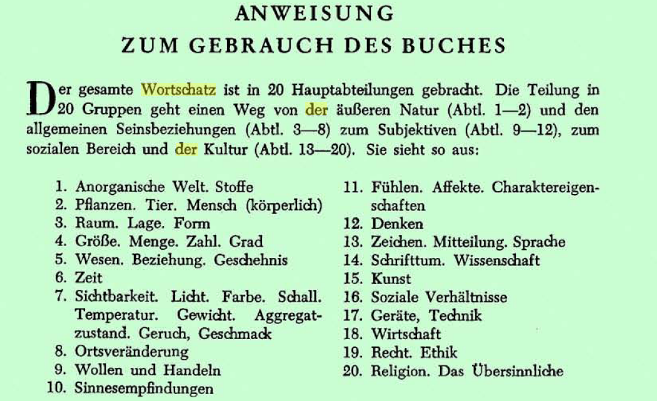 ANWEISUNG
ZUM GEBRAUCH DES BUCHES
Der gesamte Wortschatz ist in 20 Hauptabteilungen gebracht. Die Teilung in
20 Gruppen geht einen Weg von der äußeren Natur (Abtl. 1—2) und den
allgemeinen Seinsbeziehungen (Abtl. 3—8) zum Subjektiven (Abtl. 9—12), zum
sozialen Bereich und der Kultur (Abtl. 13—20). Sie sieht so aus:
1. Anorganische Welt. Stoffe
2. Pflanzen. Tier. Mensch (körperlich)
3. Raum. Lage. Form
4. Größe. Menge. Zahl. Grad
5. Wesen. Beziehung. Geschehnis
6. Zeit
7. Sichtbarkeit. Licht. Farbe. Schall.
Temperatur. Gewicht. Aggregat-
zustand. Geruch, Geschmack
8. Ortsveränderung
9. Wollen und Handeln
10. Sinnesempfindungen
11. Fühlen. Affekte. Charaktereigen-
schaften
12. Denken
13. Zeichen. Mitteilung. Sprache
14. Schrifttum. Wissenschaft
15. Kunst
16. Soziale Verhältnisse
17. Geräte, Technik
18. Wirtschaft
19. Recht. Ethik
20. Religion. Das Übersinnliche